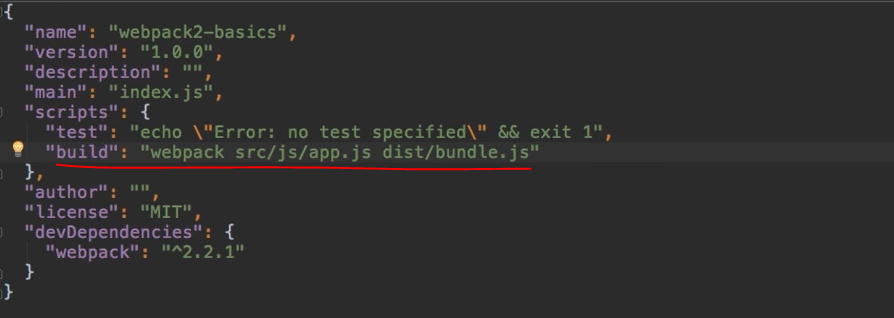 {
"name": "webpack2-basics",
"version": "1.0.0",
"description": "",
"main": "index.js",
"scripts": {
"test": "echo \"Error: no test specified\" && exit 1",
"build": "webpack src/js/app.js dist/bundle.js"
},
"author": "",
"license": "MIT",
"devDependencies": {
"webpack": "^2.2.1"
}
}